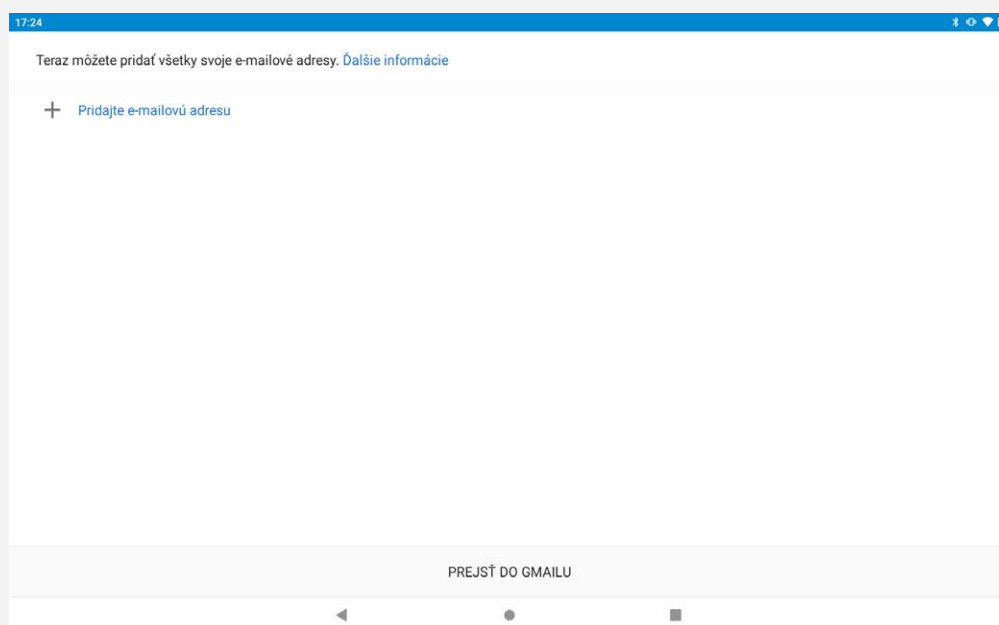 17:24
Teraz môžete pridať všetky svoje e-mailové adresy. Ďalšie informácie
Pridajte e-mailovú adresu
PREJSŤ DO GMAILU